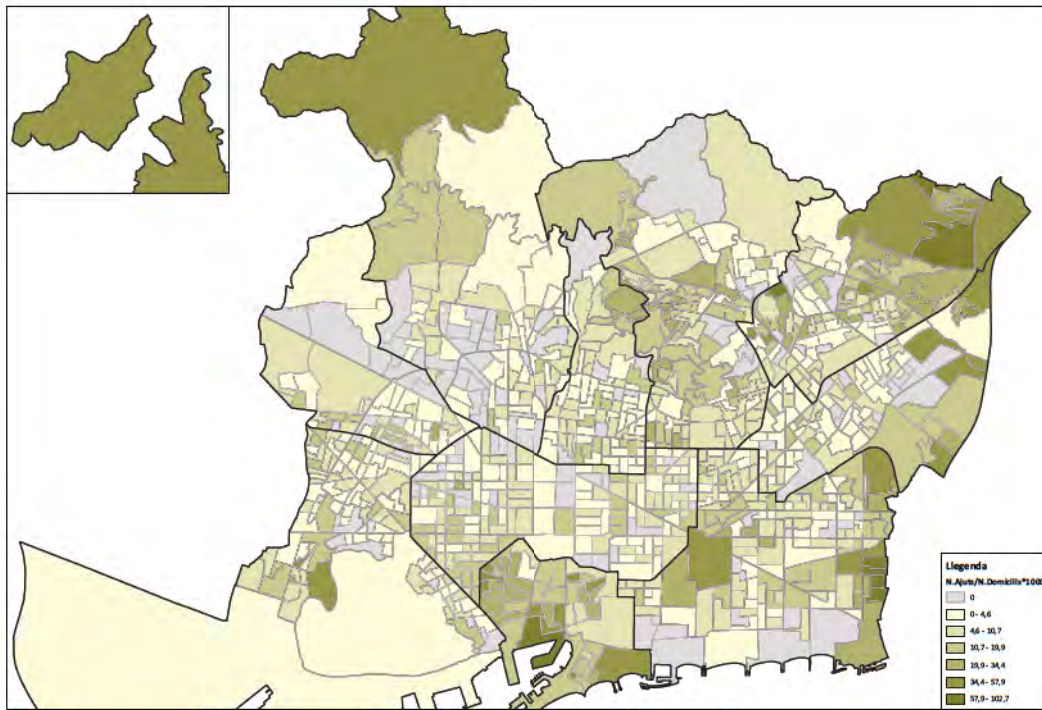 Llegenda
N.Ajuts/N.Domicilis*1000
0
0 - 4,6
4,6 - 10,7
10,7 - 19,9
19,9 - 34,4
34,4 - 57,9
57,9 - 102,7